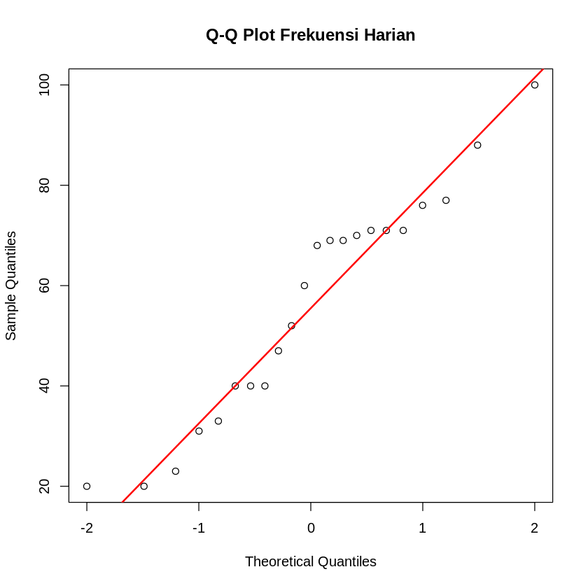 Q-Q Plot Frekuensi Harian
Sample Quantiles
100
80
60
40
20
-2 -1 0 1 2
Theoretical Quantiles